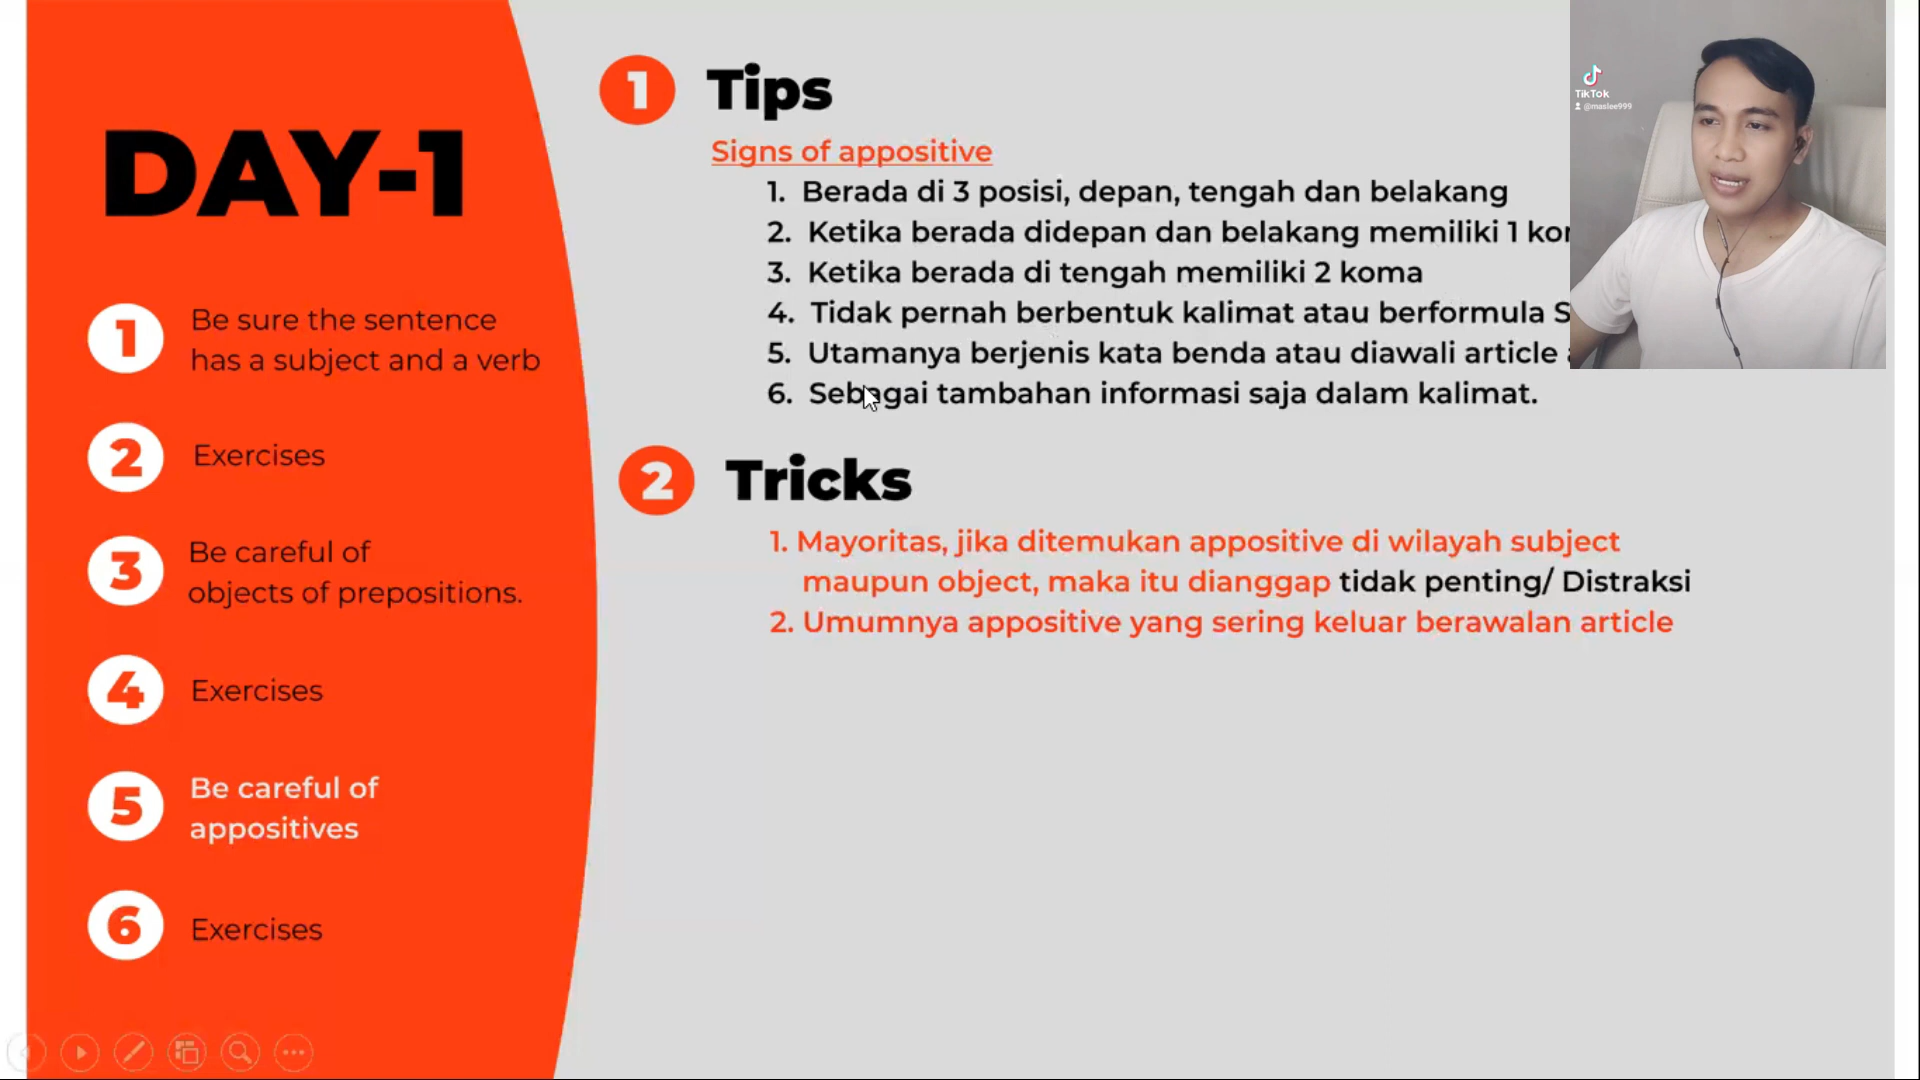 DAY-1
1
Be sure the sentence
has a subject and a verb
2
Exercises
3
Be careful of
objects of prepositions.
4
Exercises
5
Be careful of
appositives
6
Exercises
1
Tips
Signs of appositive
1. Berada di 3 posisi, depan, tengah dan belakang
2. Ketika berada didepan dan belakang memiliki 1
3. Ketika berada di tengah memiliki 2 koma
4. Tidak pernah berbentuk kalimat atau berformula
5. Utamanya berjenis kata benda atau diawali article
6. Sebagai tambahan informasi saja dalam kalimat.
2
Tricks
1. Mayoritas, jika ditemukan appositive di wilayah subject
maupun object, maka itu dianggap tidak penting/ Distraksi
2. Umumnya appositive yang sering keluar berawalan article
TikTok
@maslee999